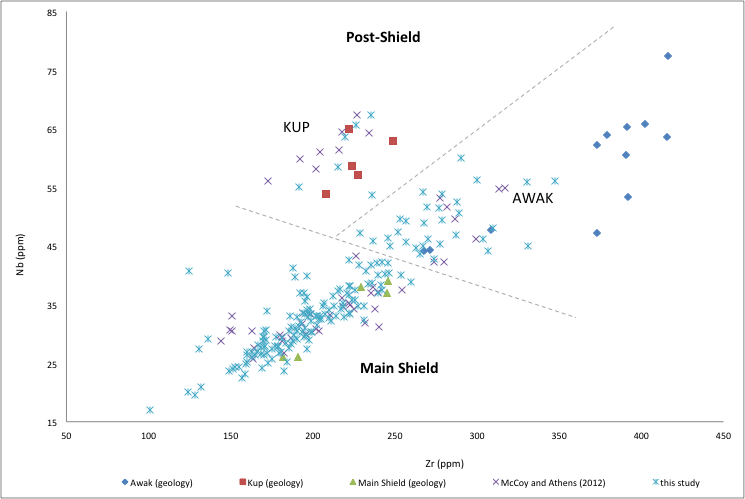 85
Post-Shield
75
KUP
65
Nb (ppm)
55
AWAK
45
35
Main Shield
25
15
50 100 150 200 250 300 350 400 450
Zr (ppm)
Awak (geology) Kup (geology) Main Shield (geology) McCoy and Athens (2012) this study